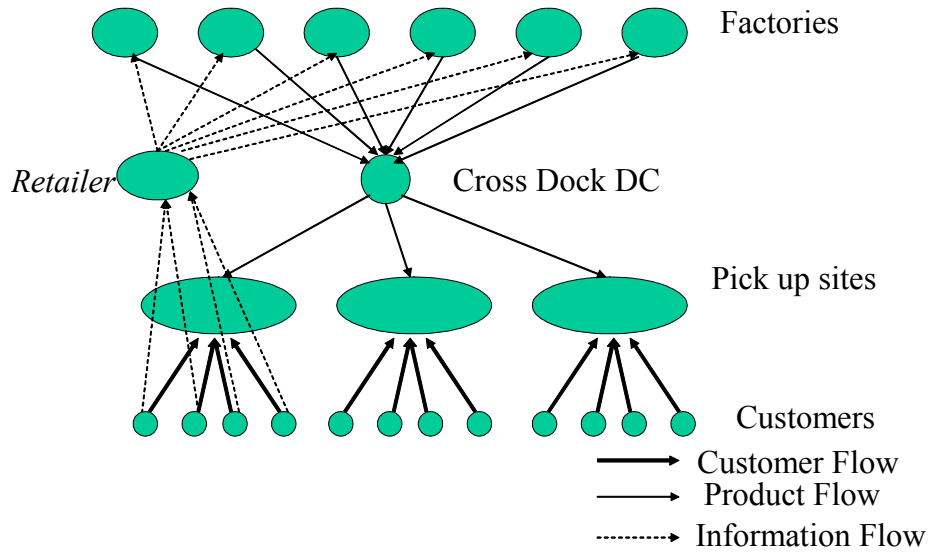 Factories
Retailer
Cross Dock DC
Pick up sites
Customers
Customer Flow
Product Flow
Information Flow